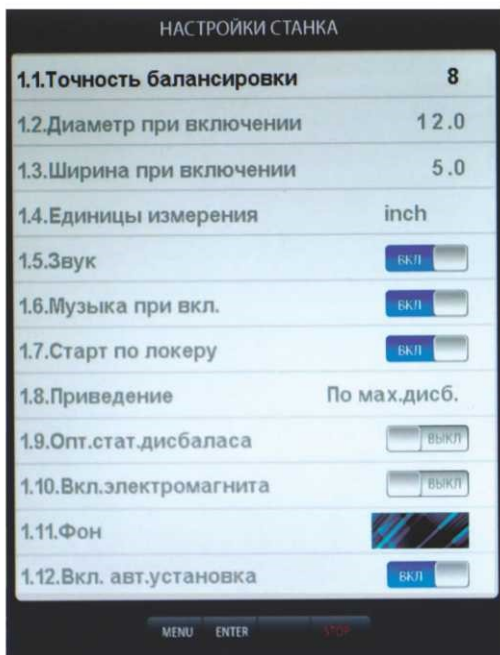 НАСТРОЙКИ СТАНКА
1.1.Точность балансировки 8
1.2.Диаметр при включении 12.0
1.3.Ширина при включении 5.0
1.4.Единицы измерения inch
1.5.Звук ВКЛ
1.6.Музыка при вкл. ВКЛ
1.7.Старт по локеру ВКЛ
1.8.Приведение По мах.дисб.
1.9.Опт.стат.дисбаласа ВЫКЛ
1.10.Вкл.электромагнита ВЫКЛ
1.11.Фон
1.12.Вкл. авт.установка ВКЛ
MENU ENTER STOP